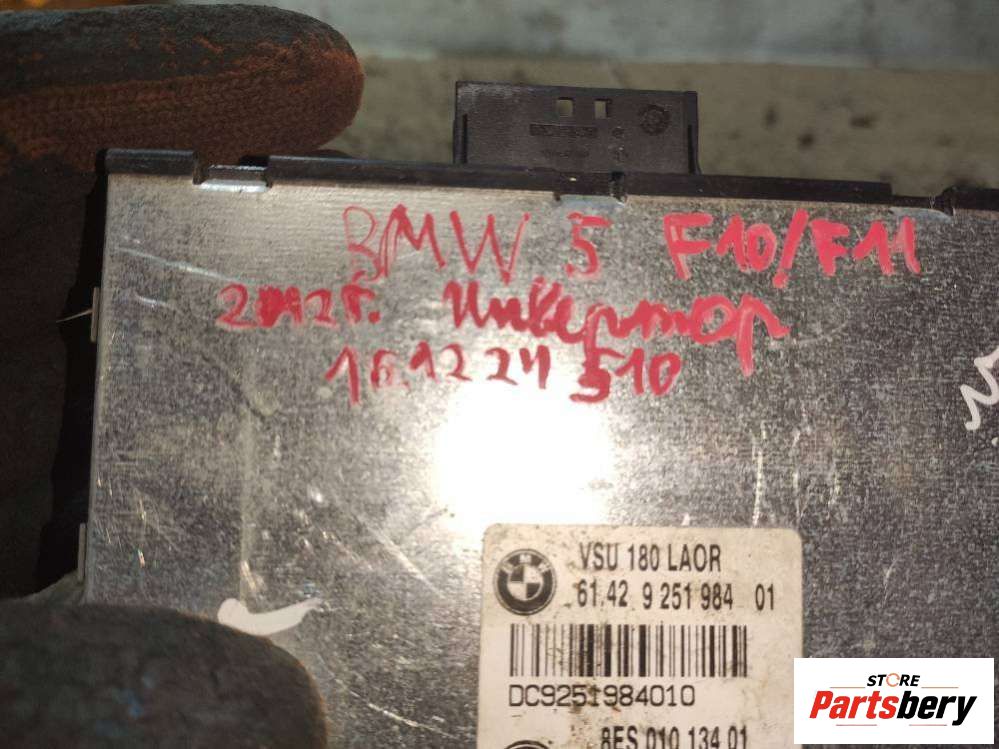 BMW 5 F10/F11
2012г. Инвертор
16.12 24 510
VSU 180 LAOR
61.42 9 251 984 01
DC9251984010
8ES 010 134 01
STORE
Partsbery